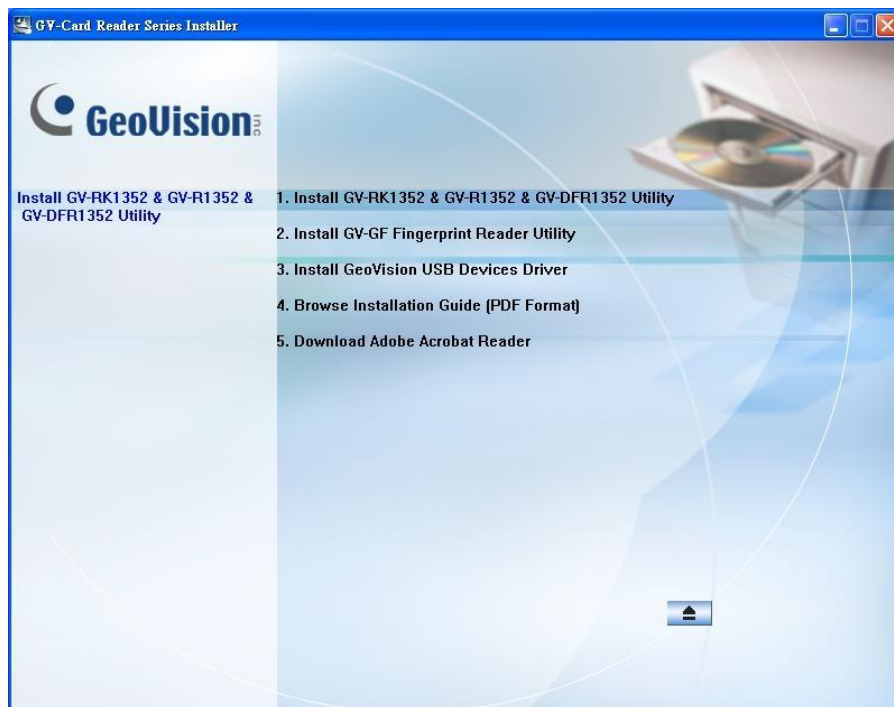 GV-Card Reader Series Installer
GeoVision Inc
Install GV-RK1352 & GV-R1352 &
GV-DFR1352 Utility
1. Install GV-RK1352 & GV-R1352 & GV-DFR1352 Utility
2. Install GV-GF Fingerprint Reader Utility
3. Install GeoVision USB Devices Driver
4. Browse Installation Guide (PDF Format)
5. Download Adobe Acrobat Reader